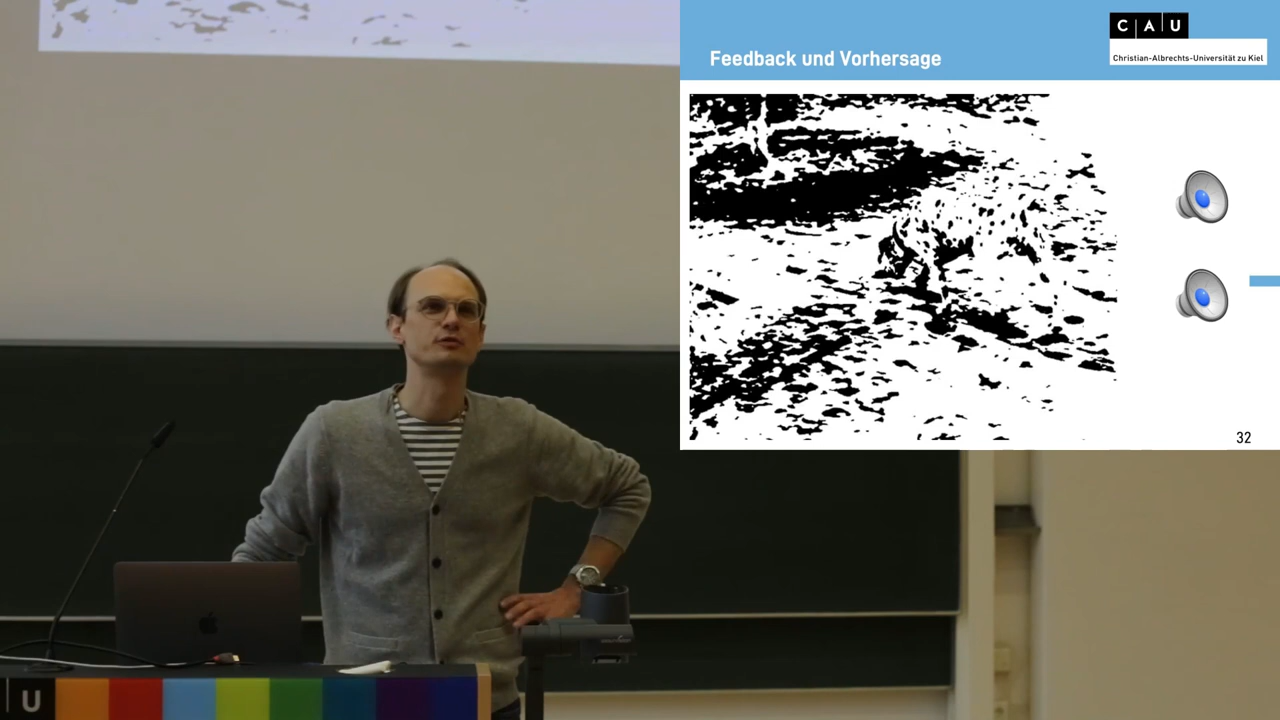 Feedback und Vorhersage
C A U
Christian-Albrechts-Universität zu Kiel
32
U